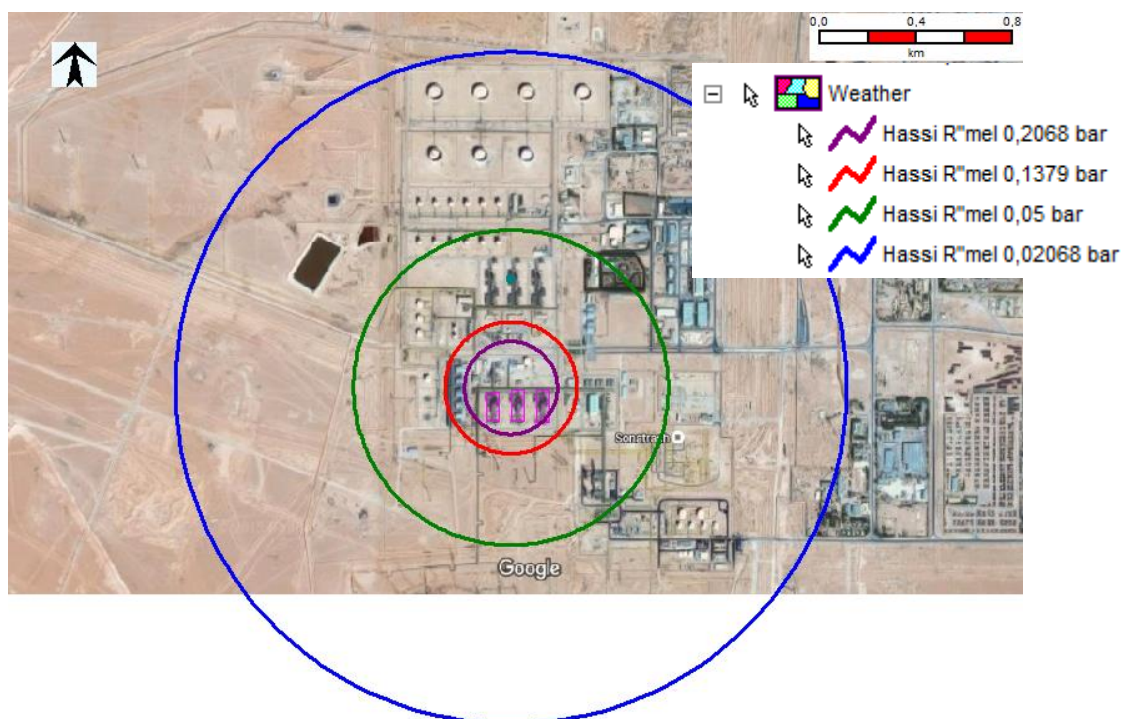 0,0 0,4 0,8
km
Weather
Hassi R"mel 0,2068 bar
Hassi R"mel 0,1379 bar
Hassi R"mel 0,05 bar
Hassi R"mel 0,02068 bar
Sonatrach
Google